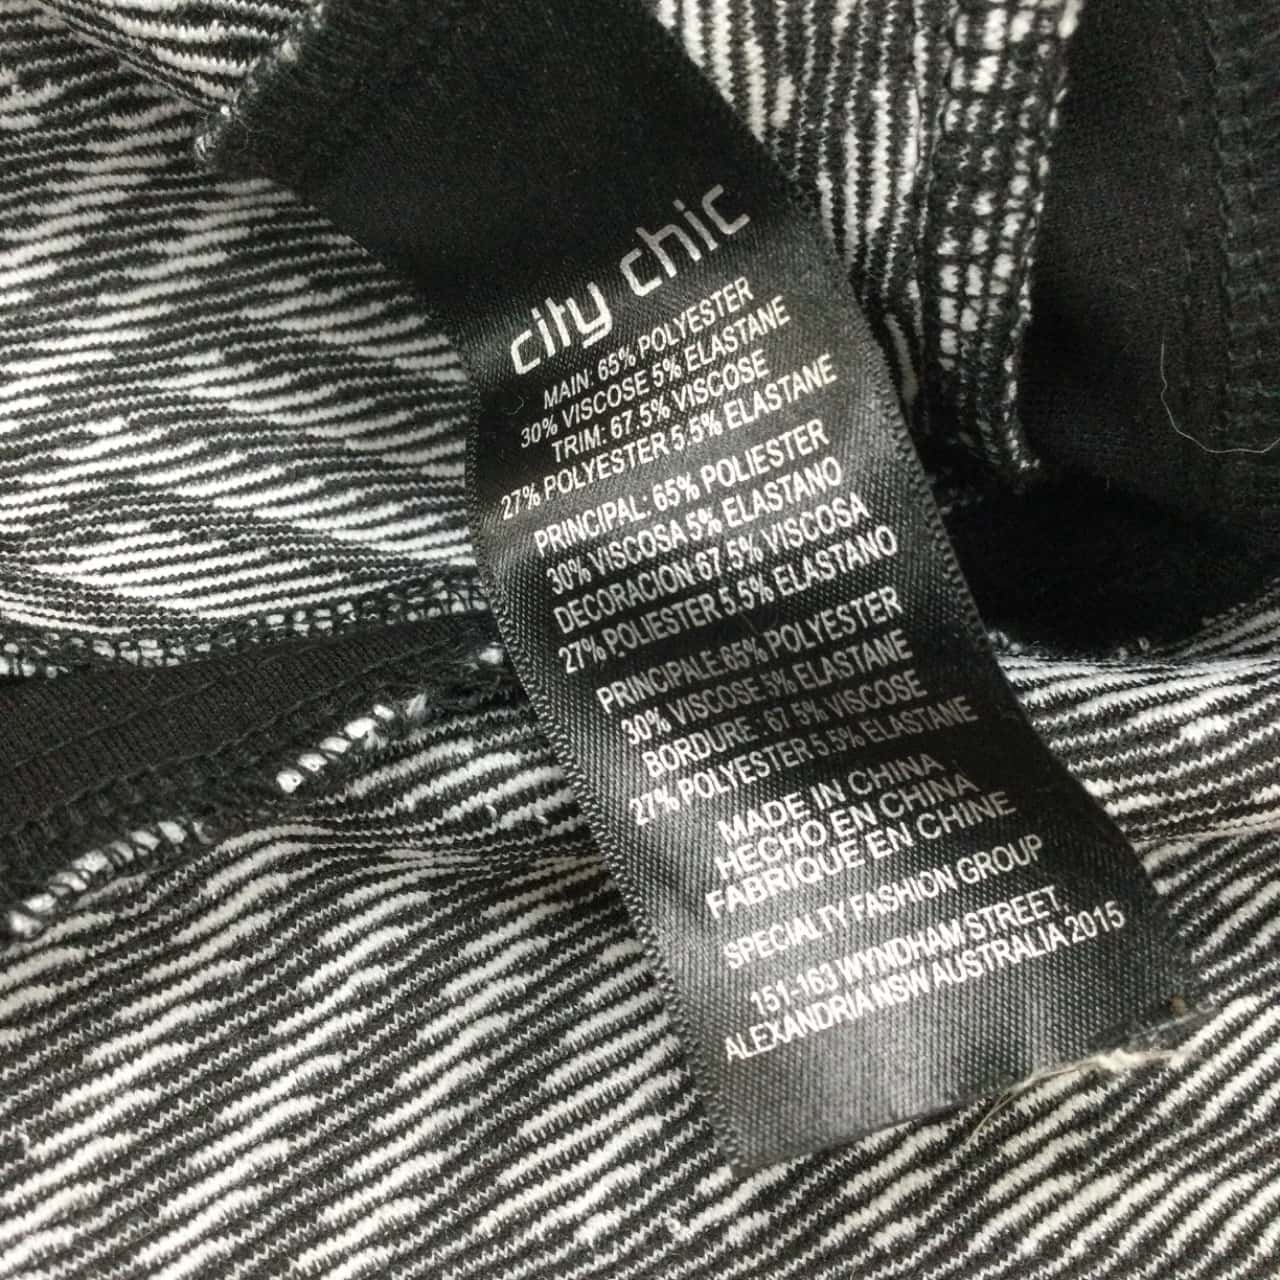 city chic
MAIN: 65% POLYESTER
30% VISCOSE 5% ELASTANE
TRIM: 67.5% VISCOSE
27% POLYESTER 5.5% ELASTANE
PRINCIPAL: 65% POLIESTER
30% VISCOSA 5% ELASTANO
DECORACION:67.5% VISCOSA
27% POLIESTER 5.5% ELASTANO
PRINCIPALE:65% POLYESTER
30% VISCOSE 5% ELASTANE
BORDURE : 67.5% VISCOSE
27% POLYESTER 5.5% ELASTANE
MADE IN CHINA
HECHO EN CHINA
FABRIQUE EN CHINE
SPECIALTY FASHION GROUP
151-163 WYNDHAM STREET,
ALEXANDRIA NSW AUSTRALIA 2015